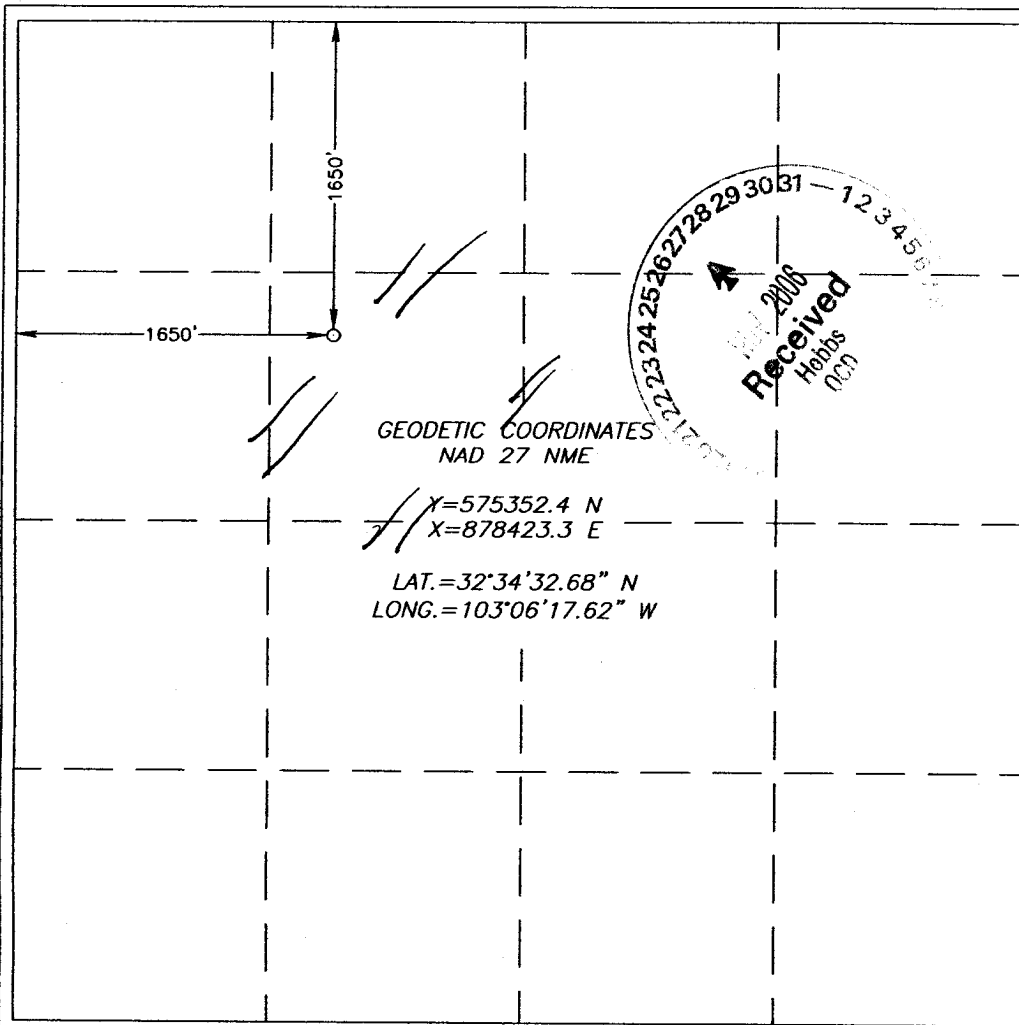 1650'
1650'
22 23 24 25 26 27 28 29 30 31 — 1 2 3 4 5 6
2006
Received
Hobbs
OCD
GEODETIC COORDINATES
NAD 27 NME
Y=575352.4 N
X=878423.3 E
LAT.=32°34'32.68" N
LONG.=103°06'17.62" W